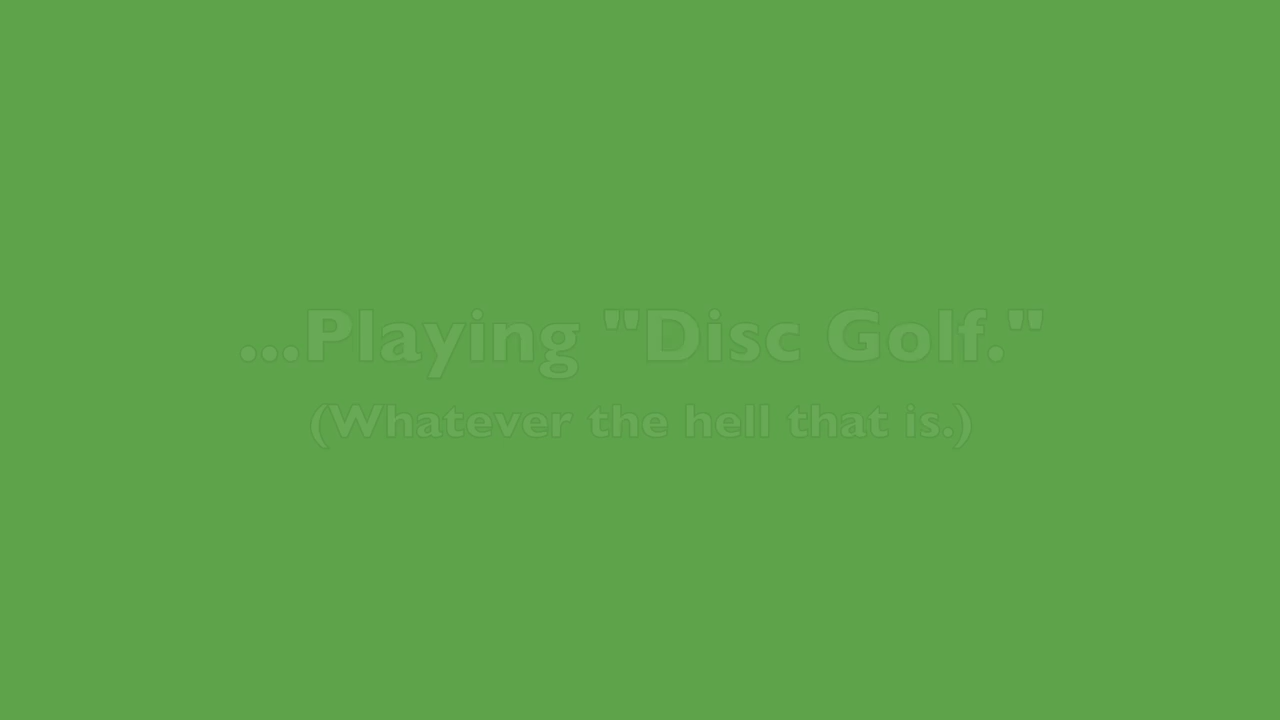 ...Playing "Disc Golf."
(Whatever the hell that is.)